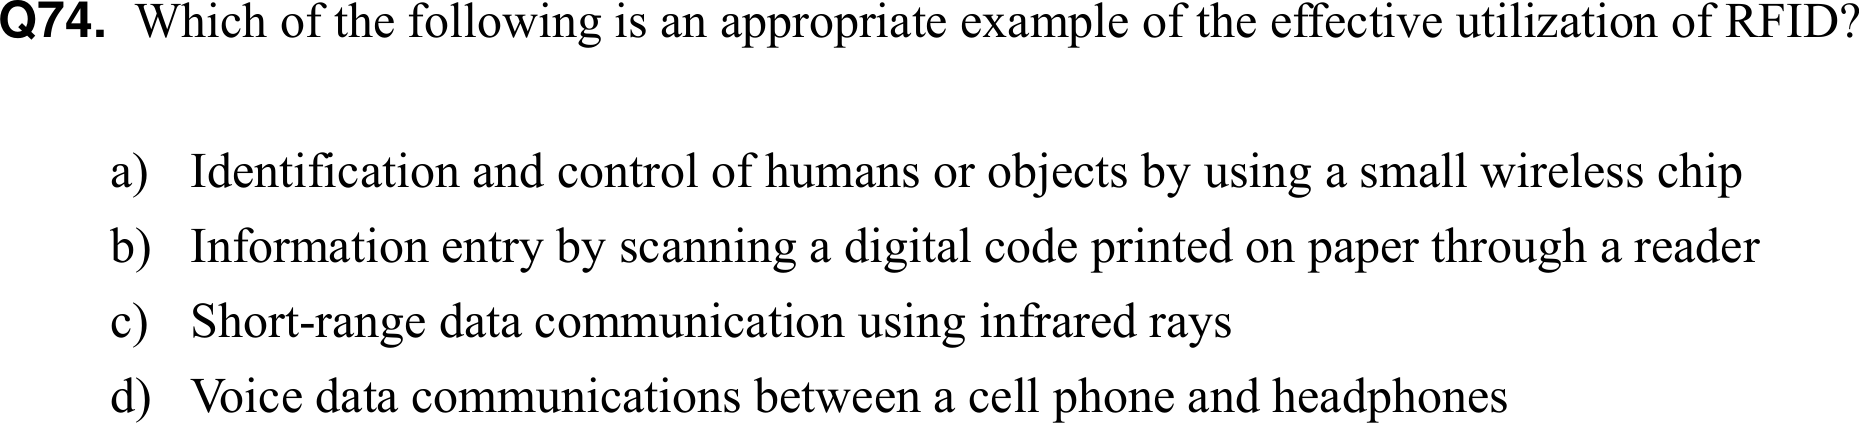 Q74. Which of the following is an appropriate example of the effective utilization of RFID?
a) Identification and control of humans or objects by using a small wireless chip
b) Information entry by scanning a digital code printed on paper through a reader
c) Short-range data communication using infrared rays
d) Voice data communications between a cell phone and headphones